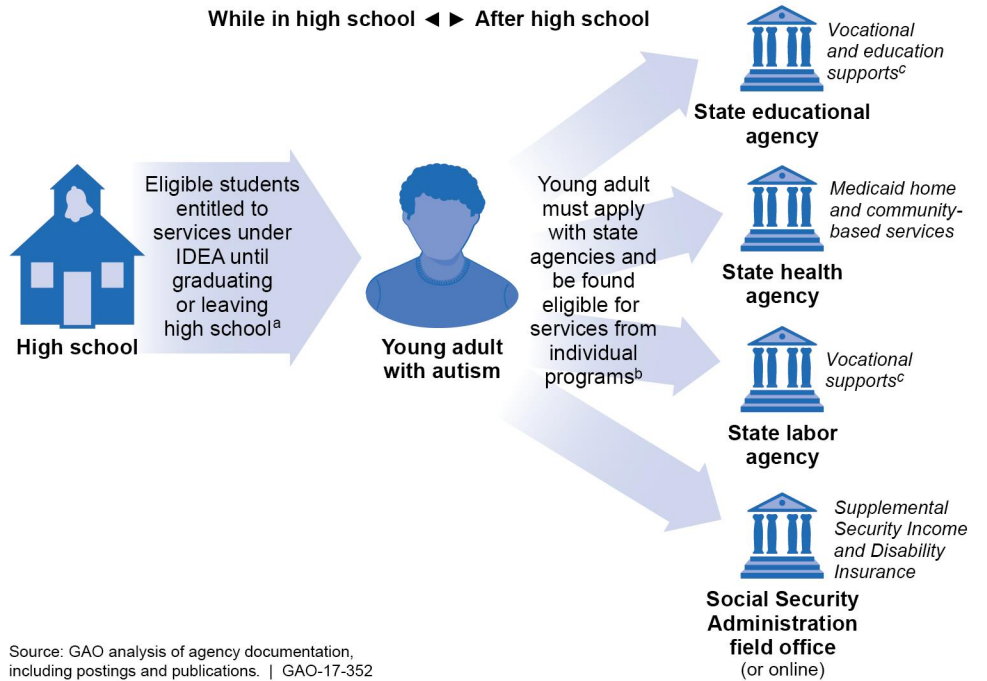 While in high school ◄ ► After high school
High school
Eligible students
entitled to
services under
IDEA until
graduating
or leaving
high schoolᵃ
Young adult
with autism
Young adult
must apply
with state
agencies and
be found
eligible for
services from
individual
programsᵇ
Vocational
and education
supportsᶜ
State educational
agency
Medicaid home
and community-
based services
State health
agency
Vocational
supportsᶜ
State labor
agency
Supplemental
Security Income
and Disability
Insurance
Social Security
Administration
field office
(or online)
Source: GAO analysis of agency documentation,
including postings and publications. | GAO-17-352